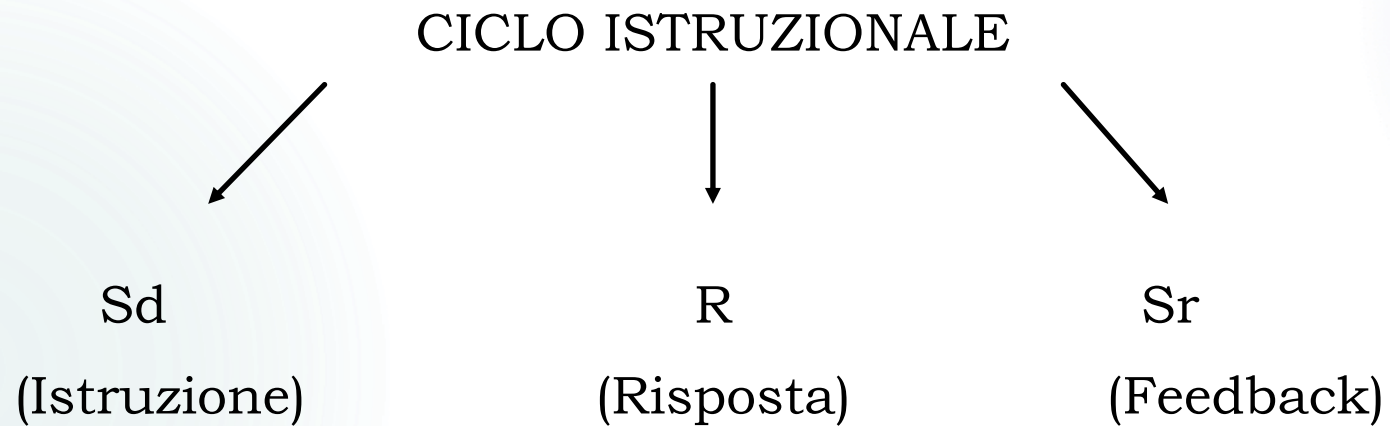 CICLO ISTRUZIONALE
Sd R Sr
(Istruzione) (Risposta) (Feedback)